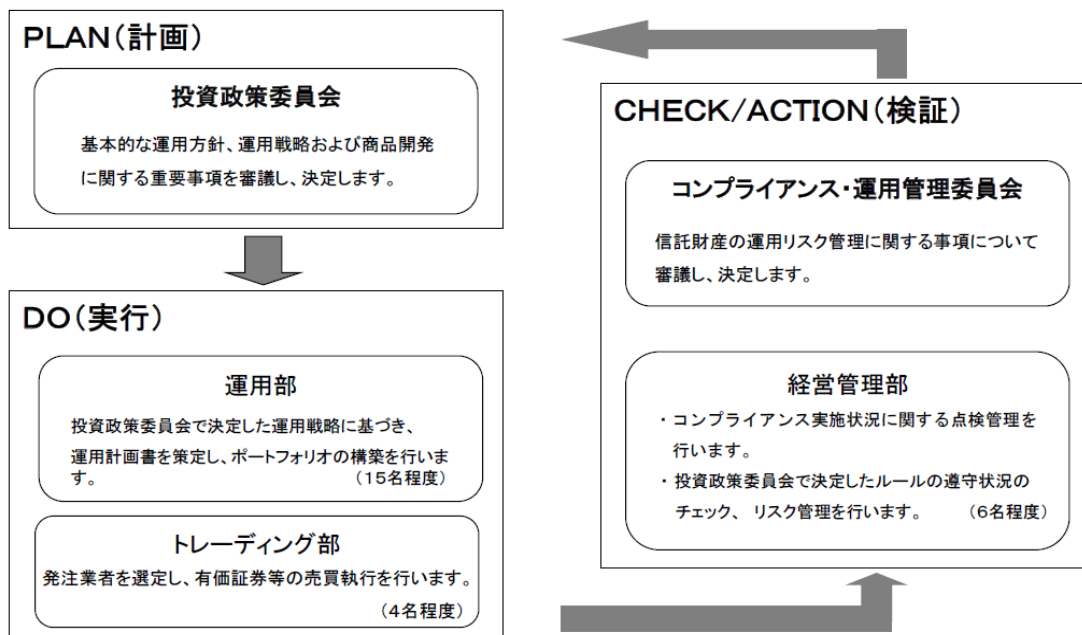 PLAN(計画)
投資政策委員会
基本的な運用方針、運用戦略および商品開発
に関する重要事項を審議し、決定します。
DO(実行)
運用部
投資政策委員会で決定した運用戦略に基づき、
運用計画書を策定し、ポートフォリオの構築を行いま
す。 (15名程度)
トレーディング部
発注業者を選定し、有価証券等の売買執行を行います。
(4名程度)
CHECK/ACTION(検証)
コンプライアンス・運用管理委員会
信託財産の運用リスク管理に関する事項について
審議し、決定します。
経営管理部
・コンプライアンス実施状況に関する点検管理を
行います。
・投資政策委員会で決定したルールの遵守状況の
チェック、 リスク管理を行います。 (6名程度)